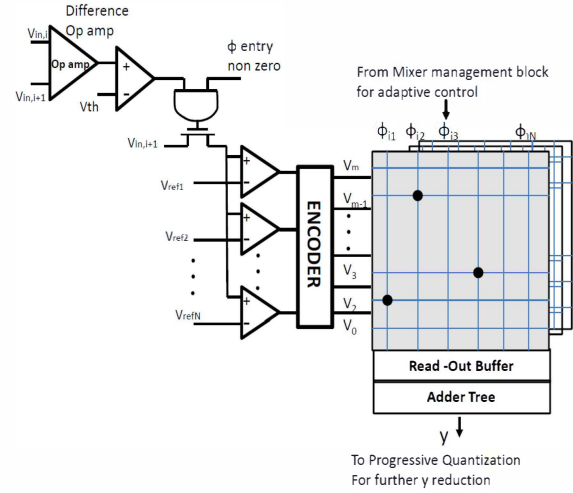 Difference
Op amp
Vin,i
Op amp
+
−
Vin,i+1
Vth
ϕ entry
non zero
Vin,i+1
From Mixer management block
for adaptive control
ϕi1 ϕi2 ϕi3 ϕiN
+
−
Vref1
+
−
Vref2
+
−
VrefN
ENCODER
Vm
Vm-1
V3
V2
V0
Read -Out Buffer
Adder Tree
y
To Progressive Quantization
For further y reduction